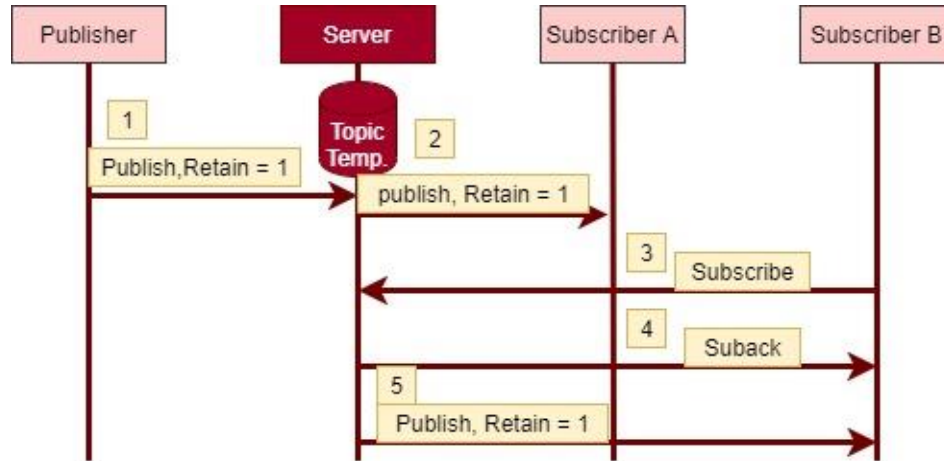 Publisher
Server
Subscriber A
Subscriber B
Topic
Temp.
1
2
Publish,Retain = 1
publish, Retain = 1
3
Subscribe
4
Suback
5
Publish, Retain = 1